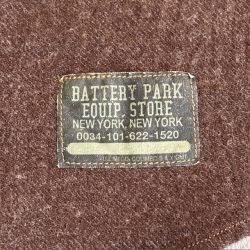 BATTERY PARK
EQUIP. STORE
NEW YORK, NEW YORK
0034-101-622-1520